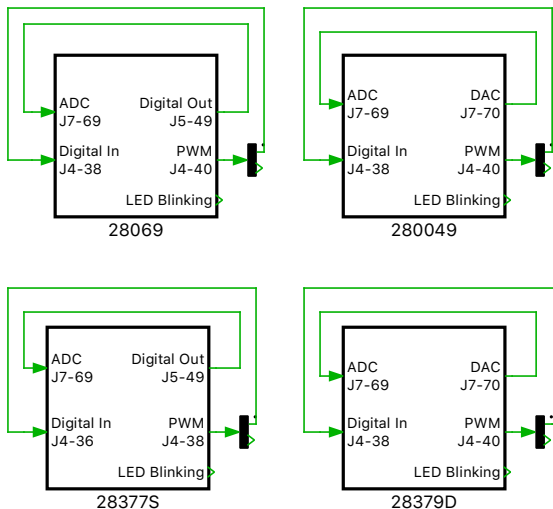 ADC Digital Out
J7-69 J5-49
Digital In PWM
J4-38 J4-40
LED Blinking
28069
ADC DAC
J7-69 J7-70
Digital In PWM
J4-38 J4-40
LED Blinking
280049
ADC Digital Out
J7-69 J5-49
Digital In PWM
J4-36 J4-38
LED Blinking
28377S
ADC DAC
J7-69 J7-70
Digital In PWM
J4-38 J4-40
LED Blinking
28379D